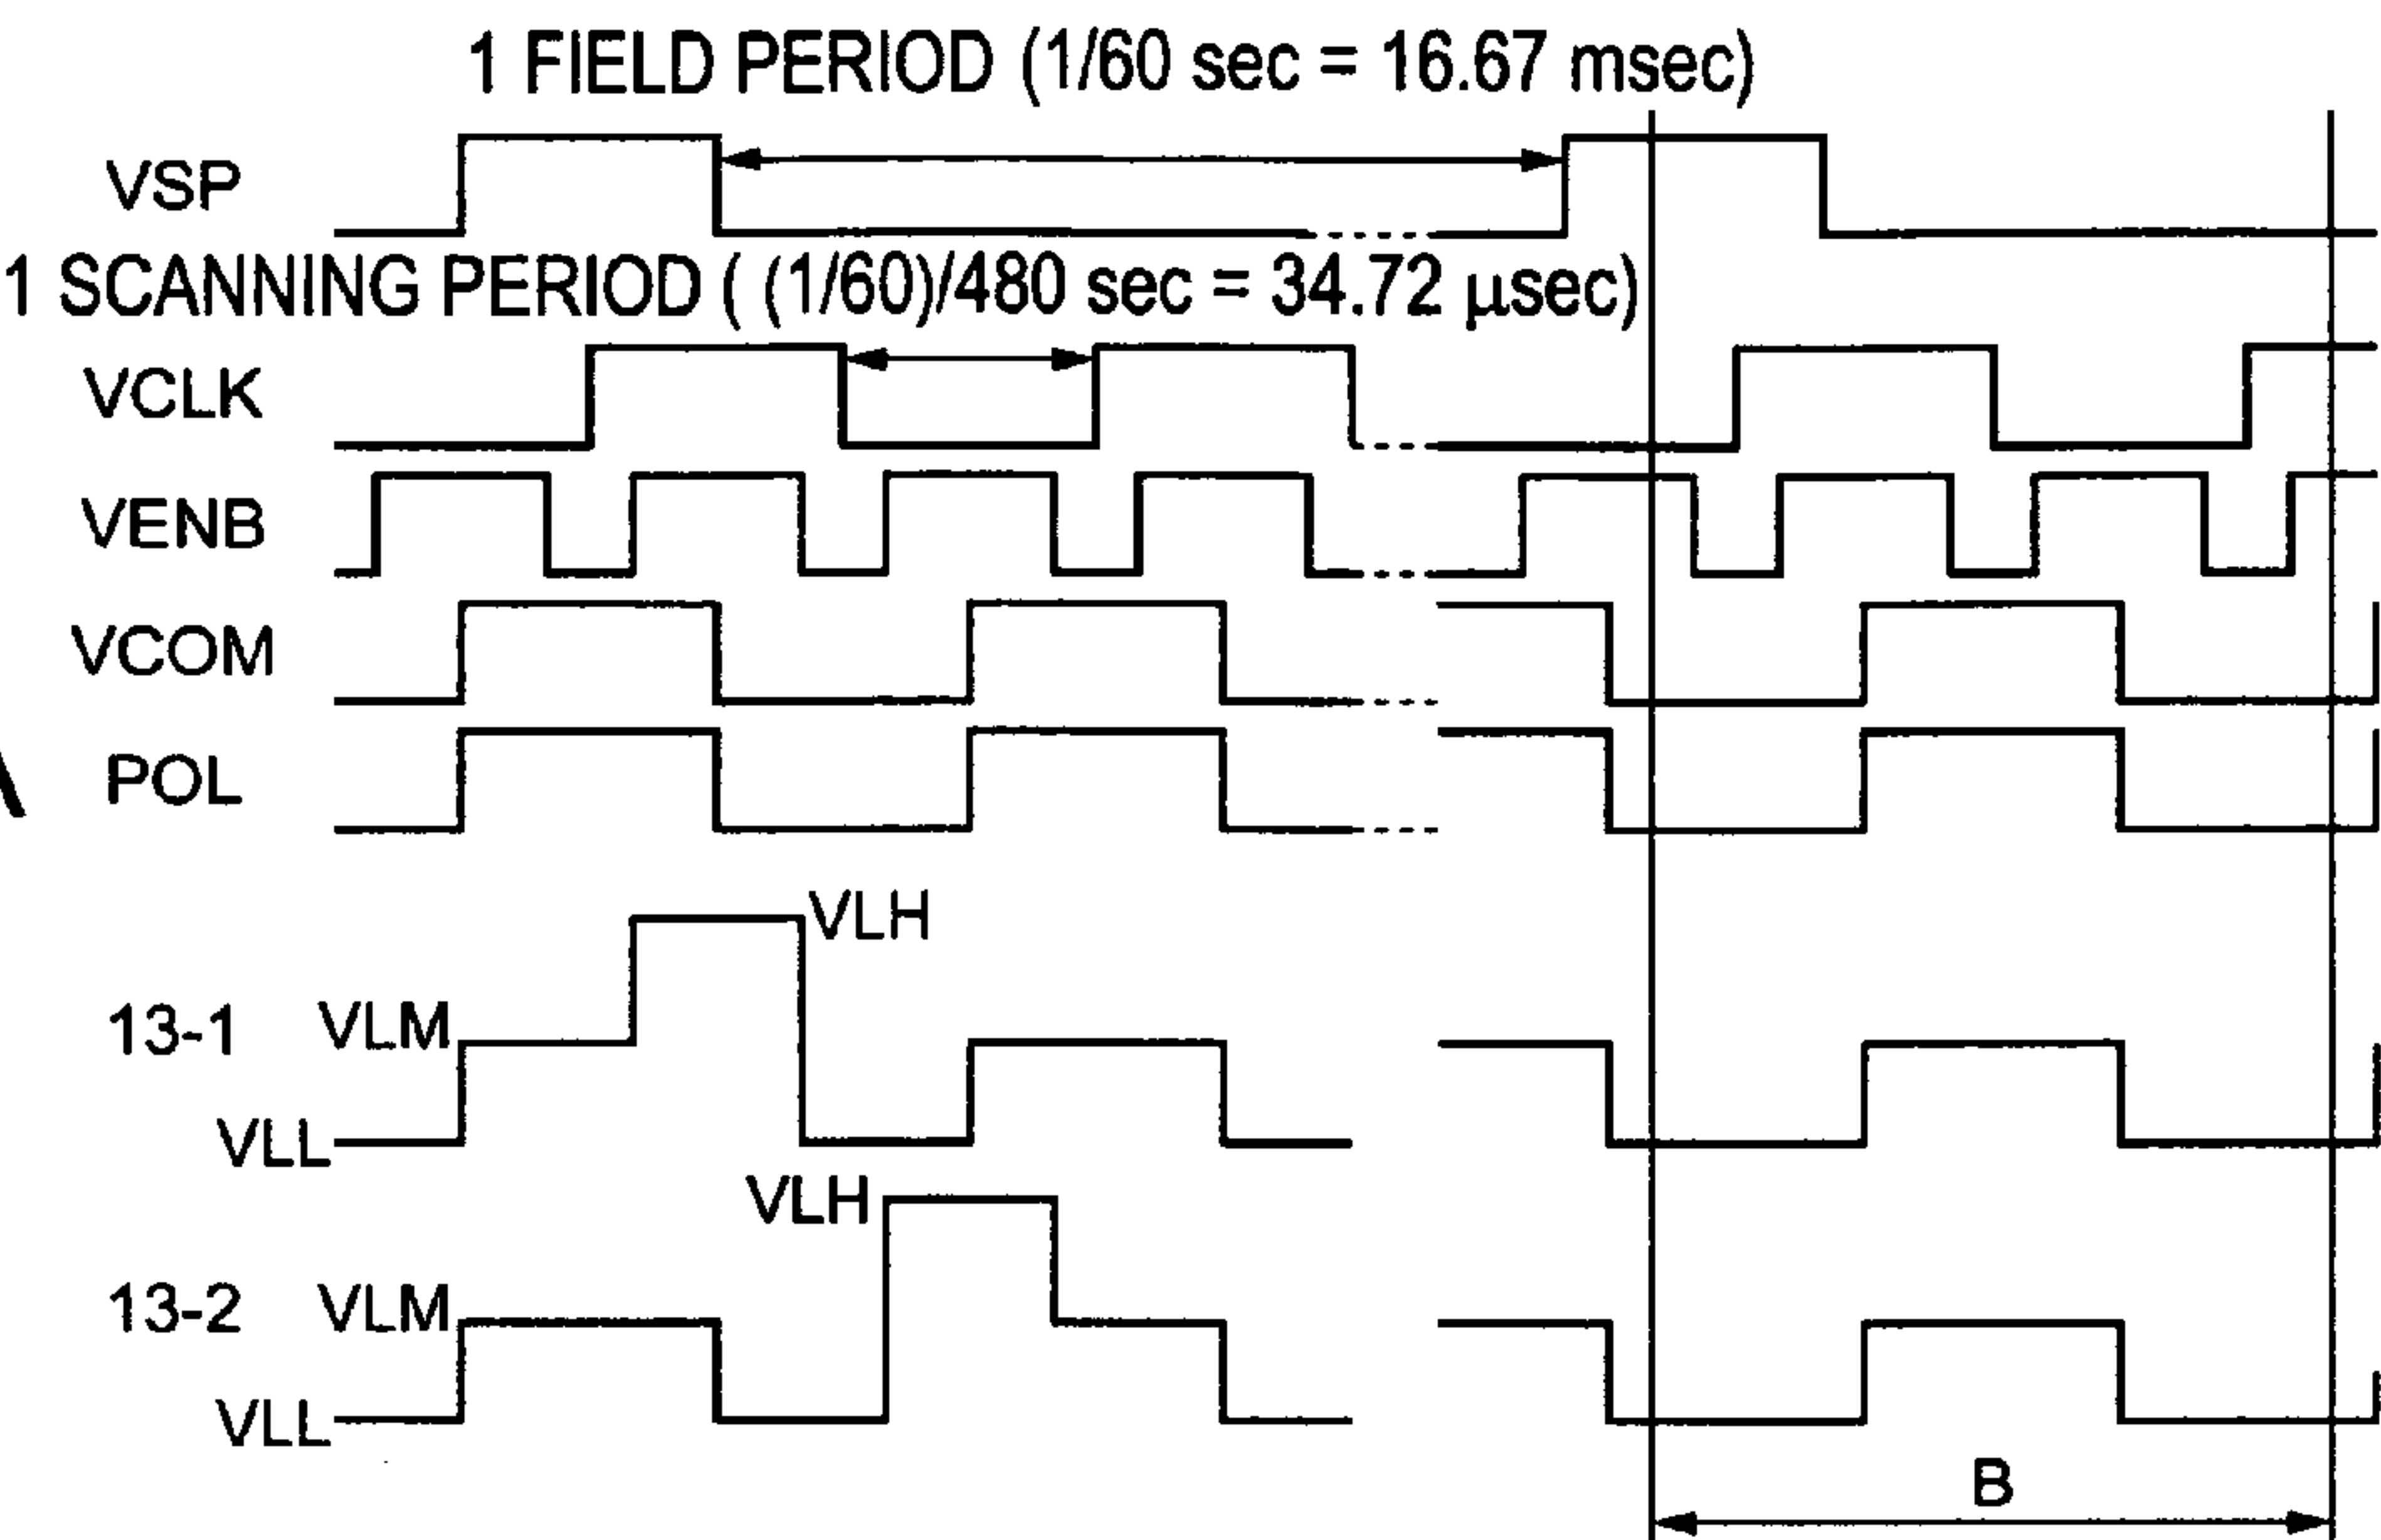 1 FIELD PERIOD (1/60 sec = 16.67 msec)
VSP
1 SCANNING PERIOD ( (1/60)/480 sec = 34.72 μsec)
VCLK
VENB
VCOM
POL
VLH
13-1 VLM
VLL
VLH
13-2 VLM
VLL
B